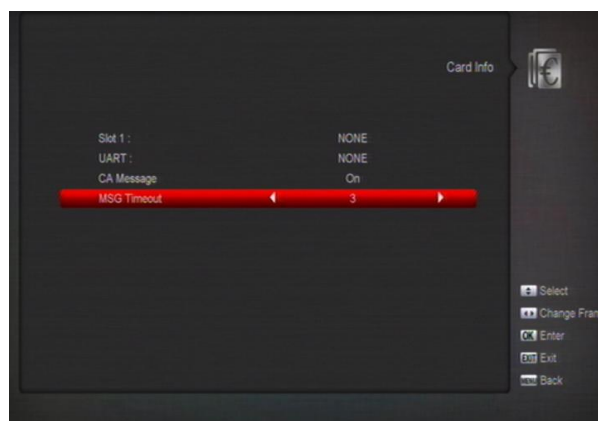 Card Info
€
Slot 1 : NONE
UART : NONE
CA Message On
MSG Timeout 3
Select
Change Fran
OK Enter
EXIT Exit
MENU Back